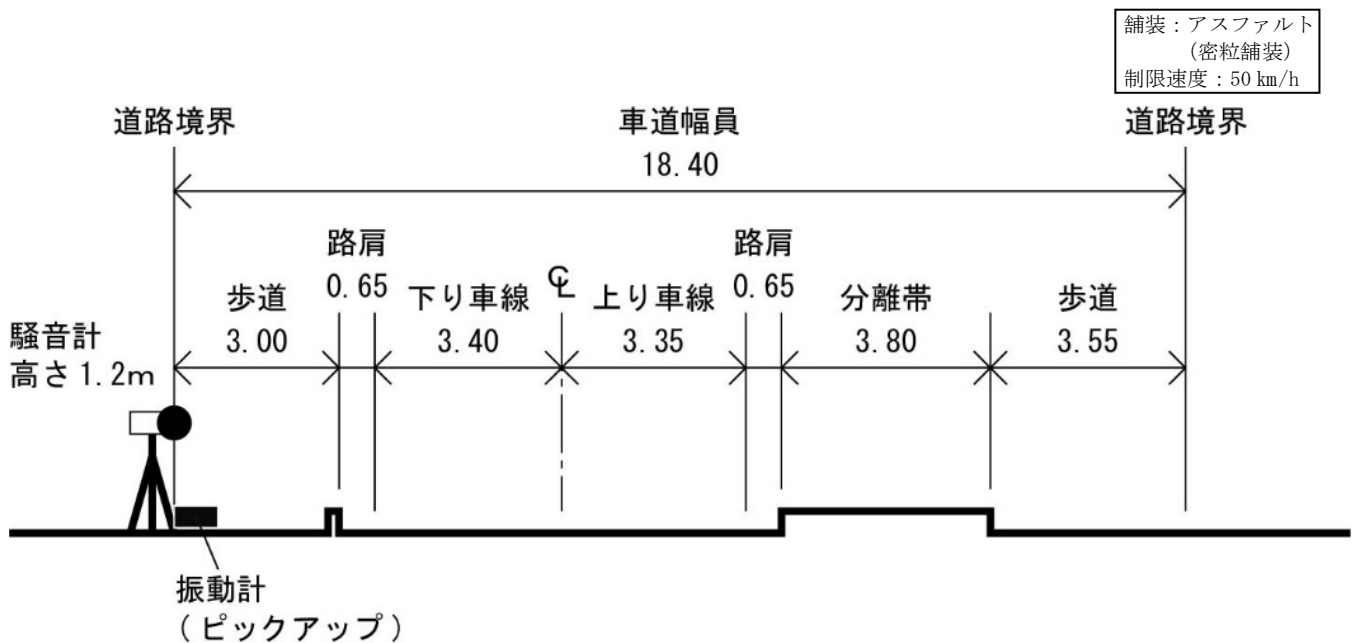 舗装：アスファルト
(密粒舗装)
制限速度：50 km/h
道路境界
車道幅員
道路境界
18.40
路肩
路肩
歩道
0.65
下り車線
℄
上り車線
0.65
分離帯
歩道
騒音計
3.00
3.40
3.35
3.80
3.55
高さ1.2m
振動計
(ピックアップ)